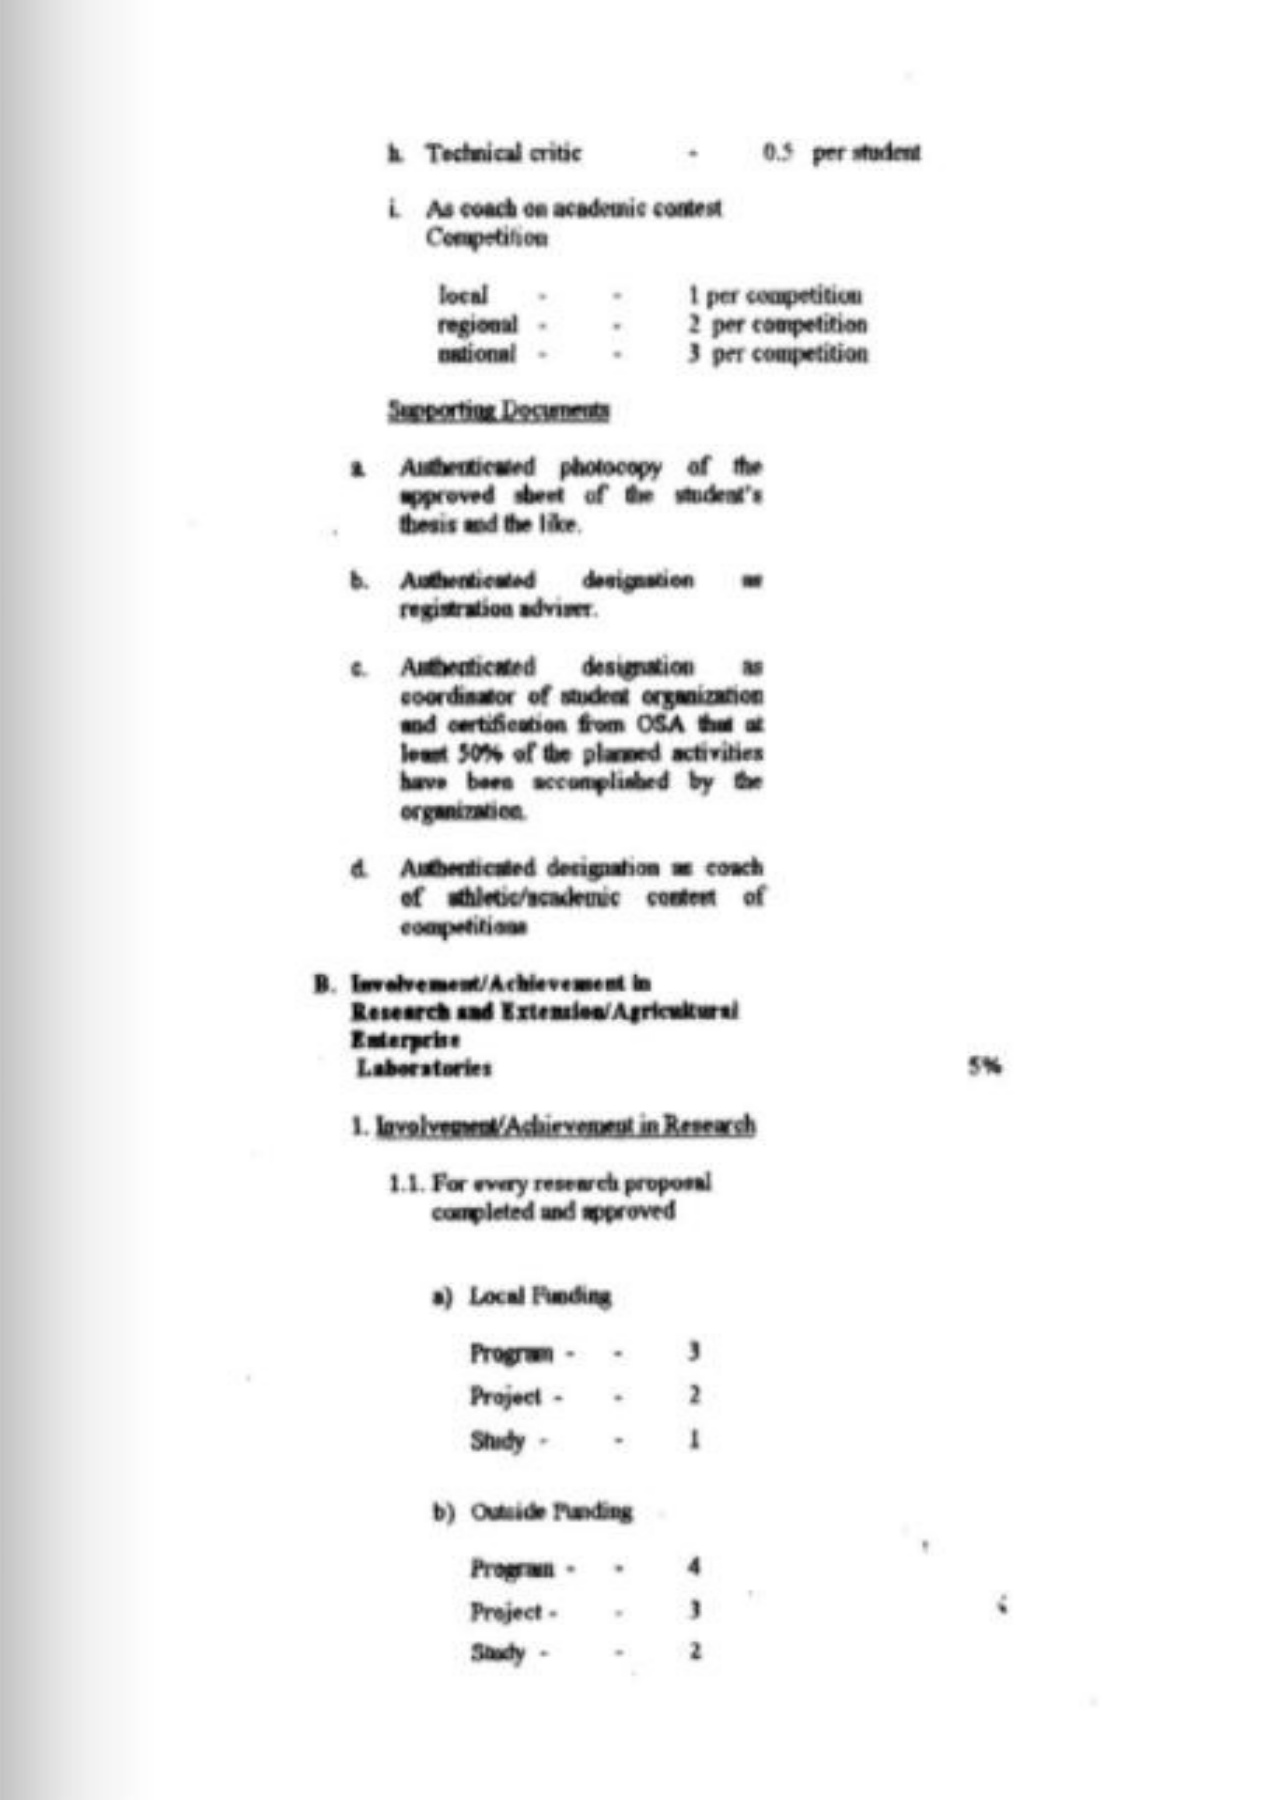 h. Technical critic - 0.5 per student
i. As coach on academic contest
Competition
local - - 1 per competition
regional - - 2 per competition
national - - 3 per competition
Supporting Documents
a. Authenticated photocopy of the
approved sheet of the student's
thesis and the like.
b. Authenticated designation as
registration adviser.
c. Authenticated designation as
coordinator of student organization
and certification from OSA that at
least 50% of the planned activities
have been accomplished by the
organization.
d. Authenticated designation as coach
of athletic/academic contest of
competitions
B. Involvement/Achievement in
Research and Extension/Agricultural
Enterprise
Laboratories 5%
1. Involvement/Achievement in Research
1.1. For every research proposal
completed and approved
a) Local Funding
Program - - 3
Project - - 2
Study - - 1
b) Outside Funding
Program - - 4
Project - - 3
Study - - 2